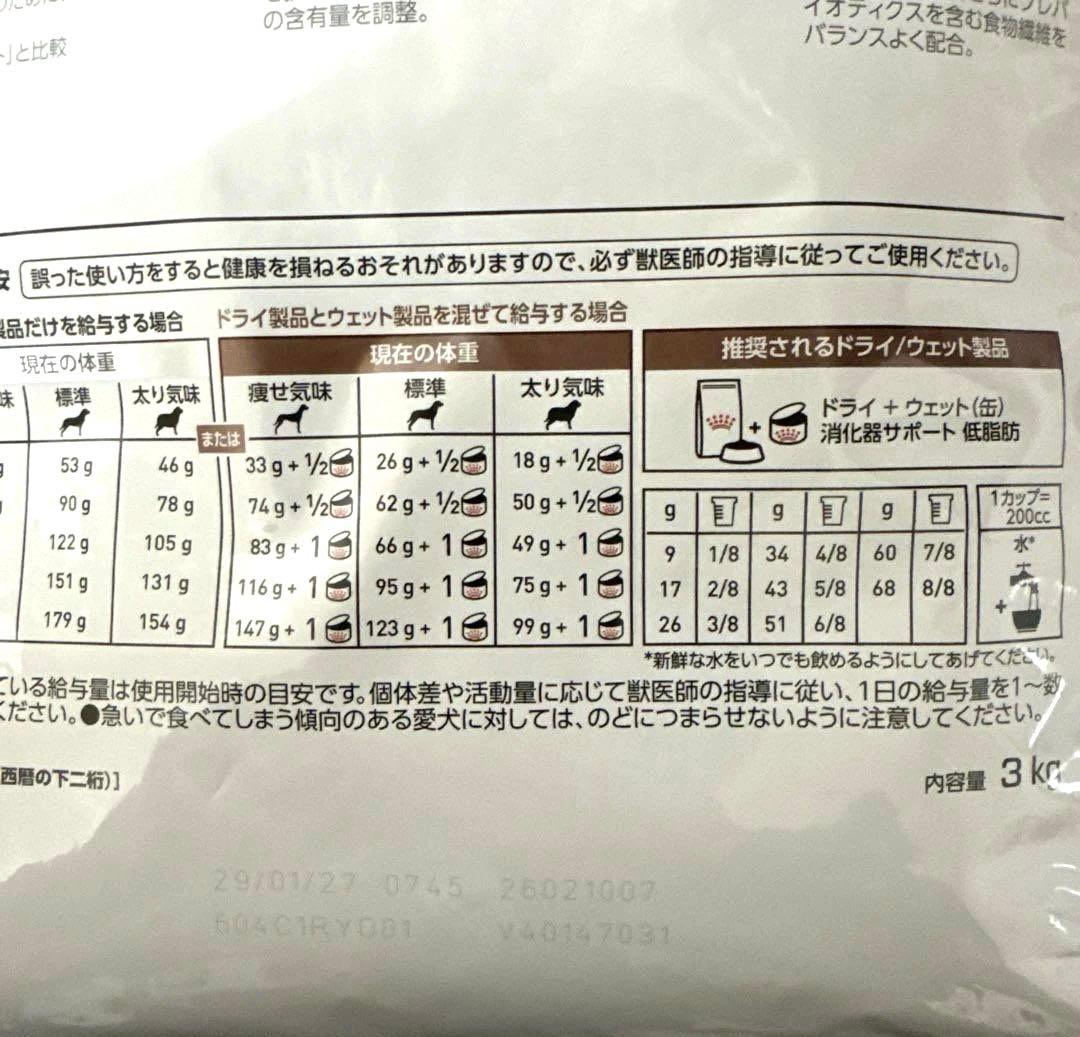 の含有量を調整。
」と比較
イオティクスを含む食物繊維を
バランスよく配合。
誤った使い方をすると健康を損ねるおそれがありますので、必ず獣医師の指導に従ってご使用ください。
製品だけを給与する場合
ドライ製品とウェット製品を混ぜて給与する場合
現在の体重
現在の体重
推奨されるドライ/ウェット製品
味 標準 太り気味
痩せ気味 標準 太り気味
ドライ + ウェット(缶)
消化器サポート 低脂肪
または
53 g 46 g 33 g + 1/2 26 g + 1/2 18 g + 1/2
90 g 78 g 74 g + 1/2 62 g + 1/2 50 g + 1/2
122 g 105 g 83 g + 1 66 g + 1 49 g + 1
151 g 131 g 116 g + 1 95 g + 1 75 g + 1
179 g 154 g 147 g + 1 123 g + 1 99 g + 1
g g g
9 1/8 34 4/8 60 7/8
17 2/8 43 5/8 68 8/8
26 3/8 51 6/8
1カップ=
200cc
水*
+
*新鮮な水をいつでも飲めるようにしてあげてください。
ている給与量は使用開始時の目安です。個体差や活動量に応じて獣医師の指導に従い、1日の給与量を1〜数
ください。●急いで食べてしまう傾向のある愛犬に対しては、のどにつまらせないように注意してください。
西暦の下二桁)]
内容量 3 kg
29/01/27 0745 26021007
604C1RY001 V40147031